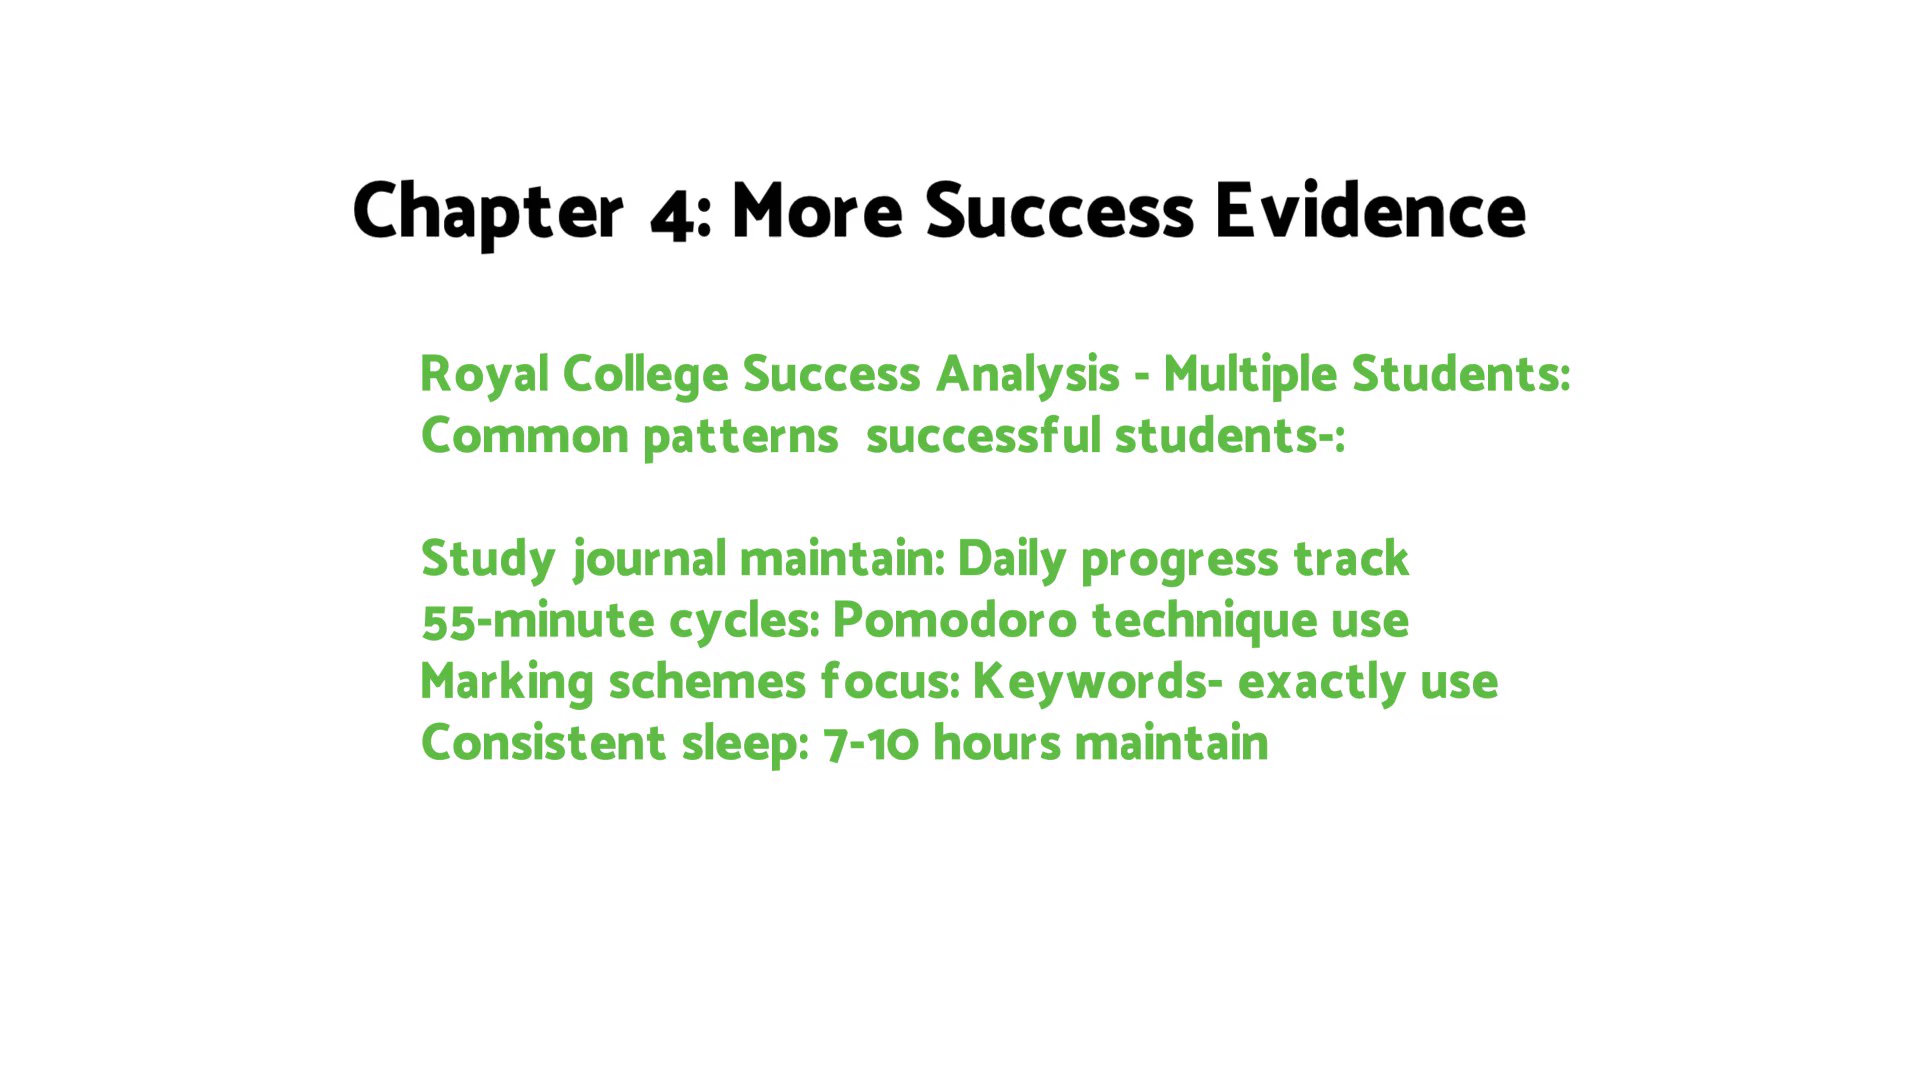 Chapter 4: More Success Evidence
Royal College Success Analysis - Multiple Students:
Common patterns  successful students-:
Study journal maintain: Daily progress track
55-minute cycles: Pomodoro technique use
Marking schemes focus: Keywords- exactly use
Consistent sleep: 7-10 hours maintain